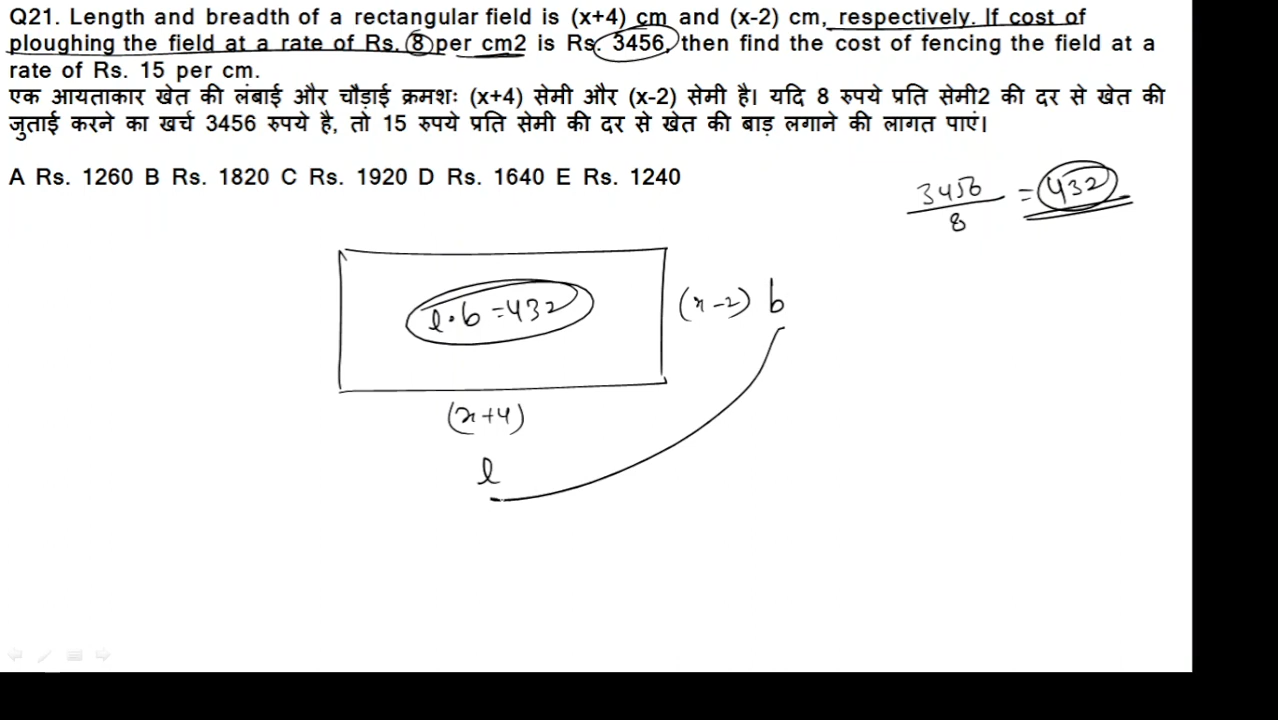 Q21. Length and breadth of a rectangular field is (x+4) cm and (x-2) cm, respectively. If cost of
ploughing the field at a rate of Rs. 8 per cm2 is Rs. 3456, then find the cost of fencing the field at a
rate of Rs. 15 per cm.
एक आयताकार खेत की लंबाई और चौड़ाई क्रमशः (x+4) सेमी और (x-2) सेमी है। यदि 8 रुपये प्रति सेमी2 की दर से खेत की
जुताई करने का खर्च 3456 रुपये है, तो 15 रुपये प्रति सेमी की दर से खेत की बाड़ लगाने की लागत पाएं।
A Rs. 1260 B Rs. 1820 C Rs. 1920 D Rs. 1640 E Rs. 1240
3456
8
= 432
l·b = 432
(x-2) b
(x+4)
l